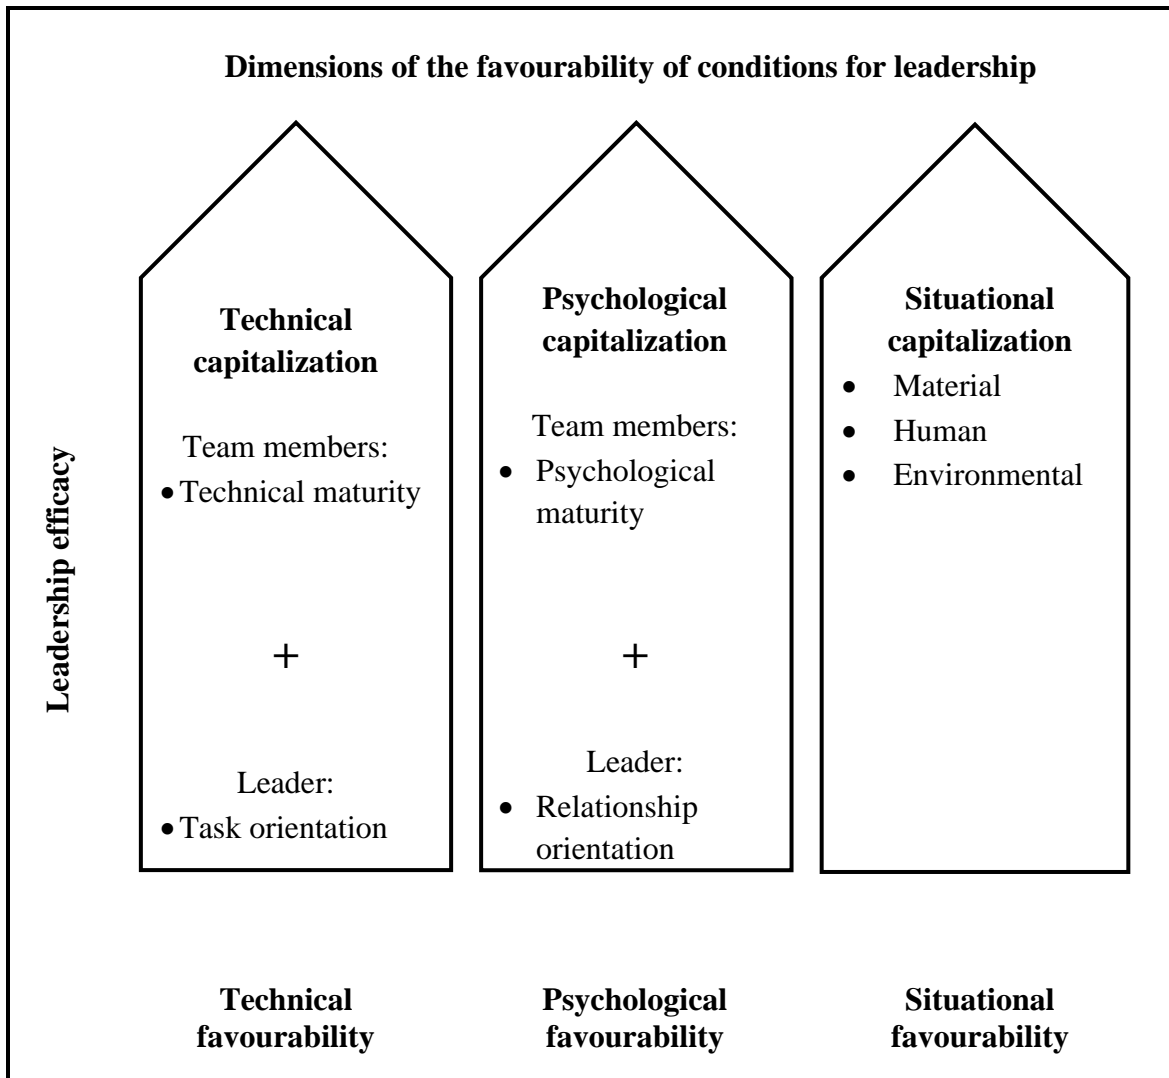 Dimensions of the favourability of conditions for leadership
Leadership efficacy
Technical
capitalization
Team members:
• Technical maturity
+
Leader:
• Task orientation
Psychological
capitalization
Team members:
• Psychological
maturity
+
Leader:
• Relationship
orientation
Situational
capitalization
• Material
• Human
• Environmental
Technical
favourability
Psychological
favourability
Situational
favourability